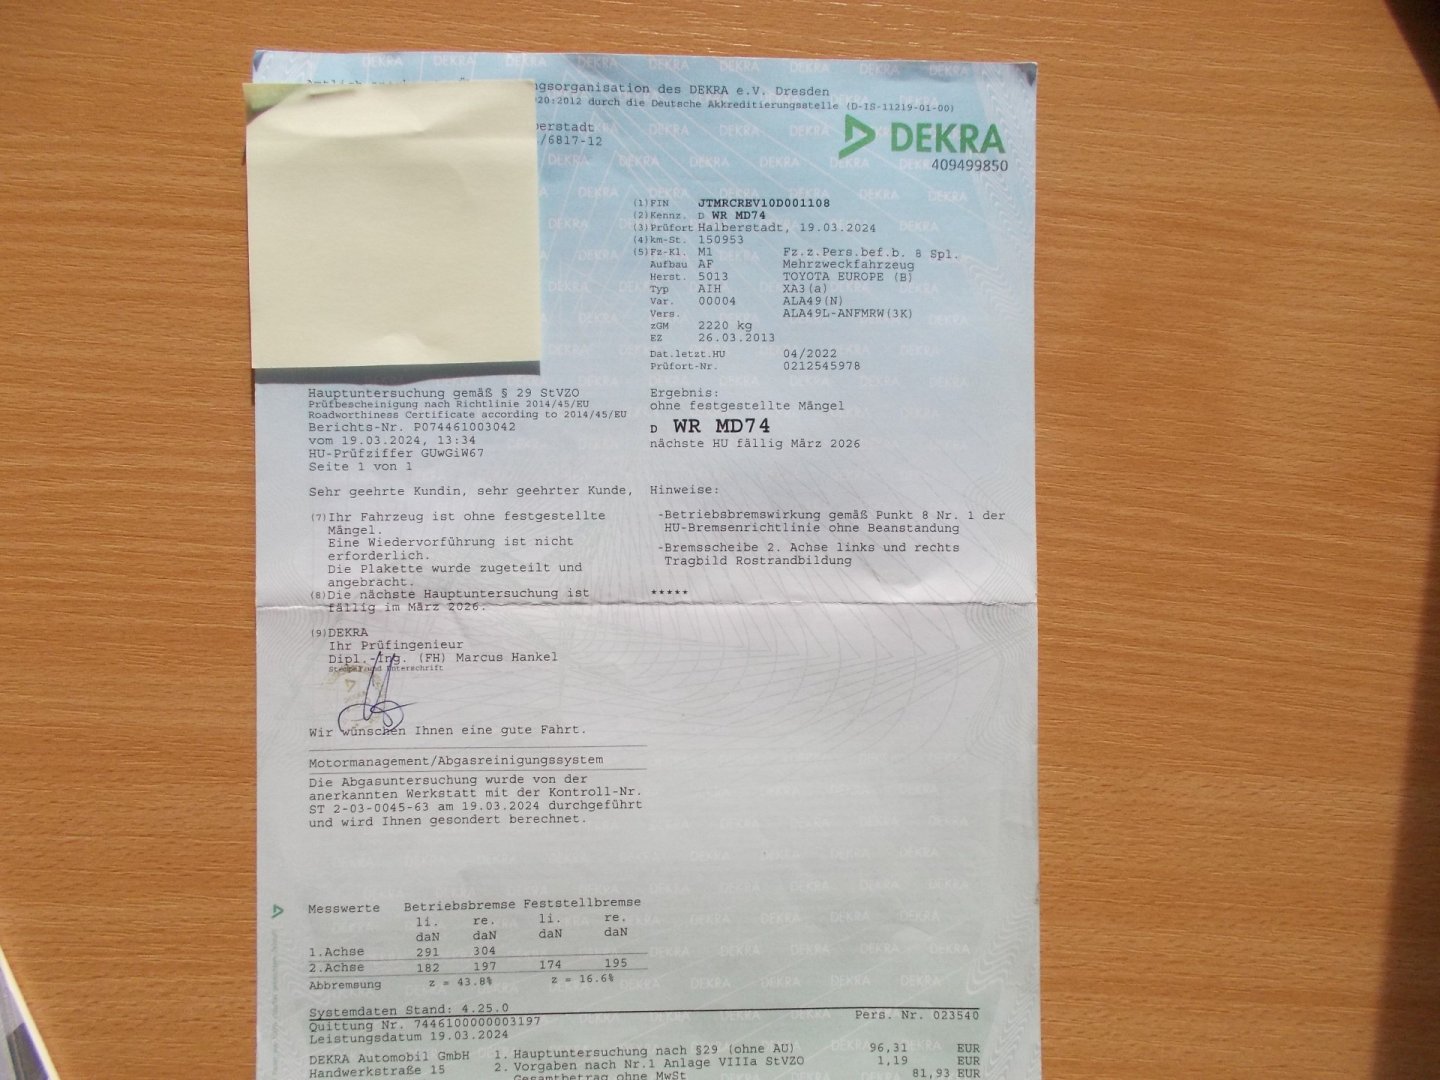 ngsorganisation des DEKRA e.V. Dresden
020:2012 durch die Deutsche Akkreditierungsstelle (D-IS-11219-01-00)
berstadt
/6817-12
DEKRA
409499850
(1) FIN JTMRCREV10D001108
(2) Kennz. D WR MD74
(3) Prüfort Halberstadt, 19.03.2024
(4) km-St. 150953
(5) Fz-Kl. M1 Fz.z.Pers.bef.b. 8 Spl.
Aufbau AF Mehrzweckfahrzeug
Herst. 5013 TOYOTA EUROPE (B)
Typ AIH XA3(a)
Var. 00004 ALA49(N)
Vers. ALA49L-ANFMRW(3K)
zGM 2220 kg
EZ 26.03.2013
Dat.letzt.HU 04/2022
Prüfort-Nr. 0212545978
Hauptuntersuchung gemäß § 29 StVZO
Prüfbescheinigung nach Richtlinie 2014/45/EU
Roadworthiness Certificate according to 2014/45/EU
Berichts-Nr. P074461003042
vom 19.03.2024, 13:34
HU-Prüfziffer GUwGiW67
Seite 1 von 1
Ergebnis:
ohne festgestellte Mängel
D WR MD74
nächste HU fällig März 2026
Sehr geehrte Kundin, sehr geehrter Kunde,
(7) Ihr Fahrzeug ist ohne festgestellte
Mängel.
Eine Wiedervorführung ist nicht
erforderlich.
Die Plakette wurde zugeteilt und
angebracht.
(8) Die nächste Hauptuntersuchung ist
fällig im März 2026.
(9) DEKRA
Ihr Prüfingenieur
Dipl.-Ing. (FH) Marcus Hankel
Stempel und Unterschrift
Wir wünschen Ihnen eine gute Fahrt.
Hinweise:
-Betriebsbremswirkung gemäß Punkt 8 Nr. 1 der
HU-Bremsenrichtlinie ohne Beanstandung
-Bremsscheibe 2. Achse links und rechts
Tragbild Rostrandbildung
*****
Motormanagement/Abgasreinigungssystem
Die Abgasuntersuchung wurde von der
anerkannten Werkstatt mit der Kontroll-Nr.
ST 2-03-0045-63 am 19.03.2024 durchgeführt
und wird Ihnen gesondert berechnet.
Messwerte Betriebsbremse Feststellbremse
li. re. li. re.
daN daN daN daN
1.Achse 291 304
2.Achse 182 197 174 195
Abbremsung z = 43.8% z = 16.6%
Systemdaten Stand: 4.25.0
Quittung Nr. 7446100000003197 Pers. Nr. 023540
Leistungsdatum 19.03.2024
DEKRA Automobil GmbH 1. Hauptuntersuchung nach §29 (ohne AU) 96,31 EUR
Handwerkstraße 15 2. Vorgaben nach Nr.1 Anlage VIIIa StVZO 1,19 EUR
Gesamtbetrag ohne MwSt 81,93 EUR